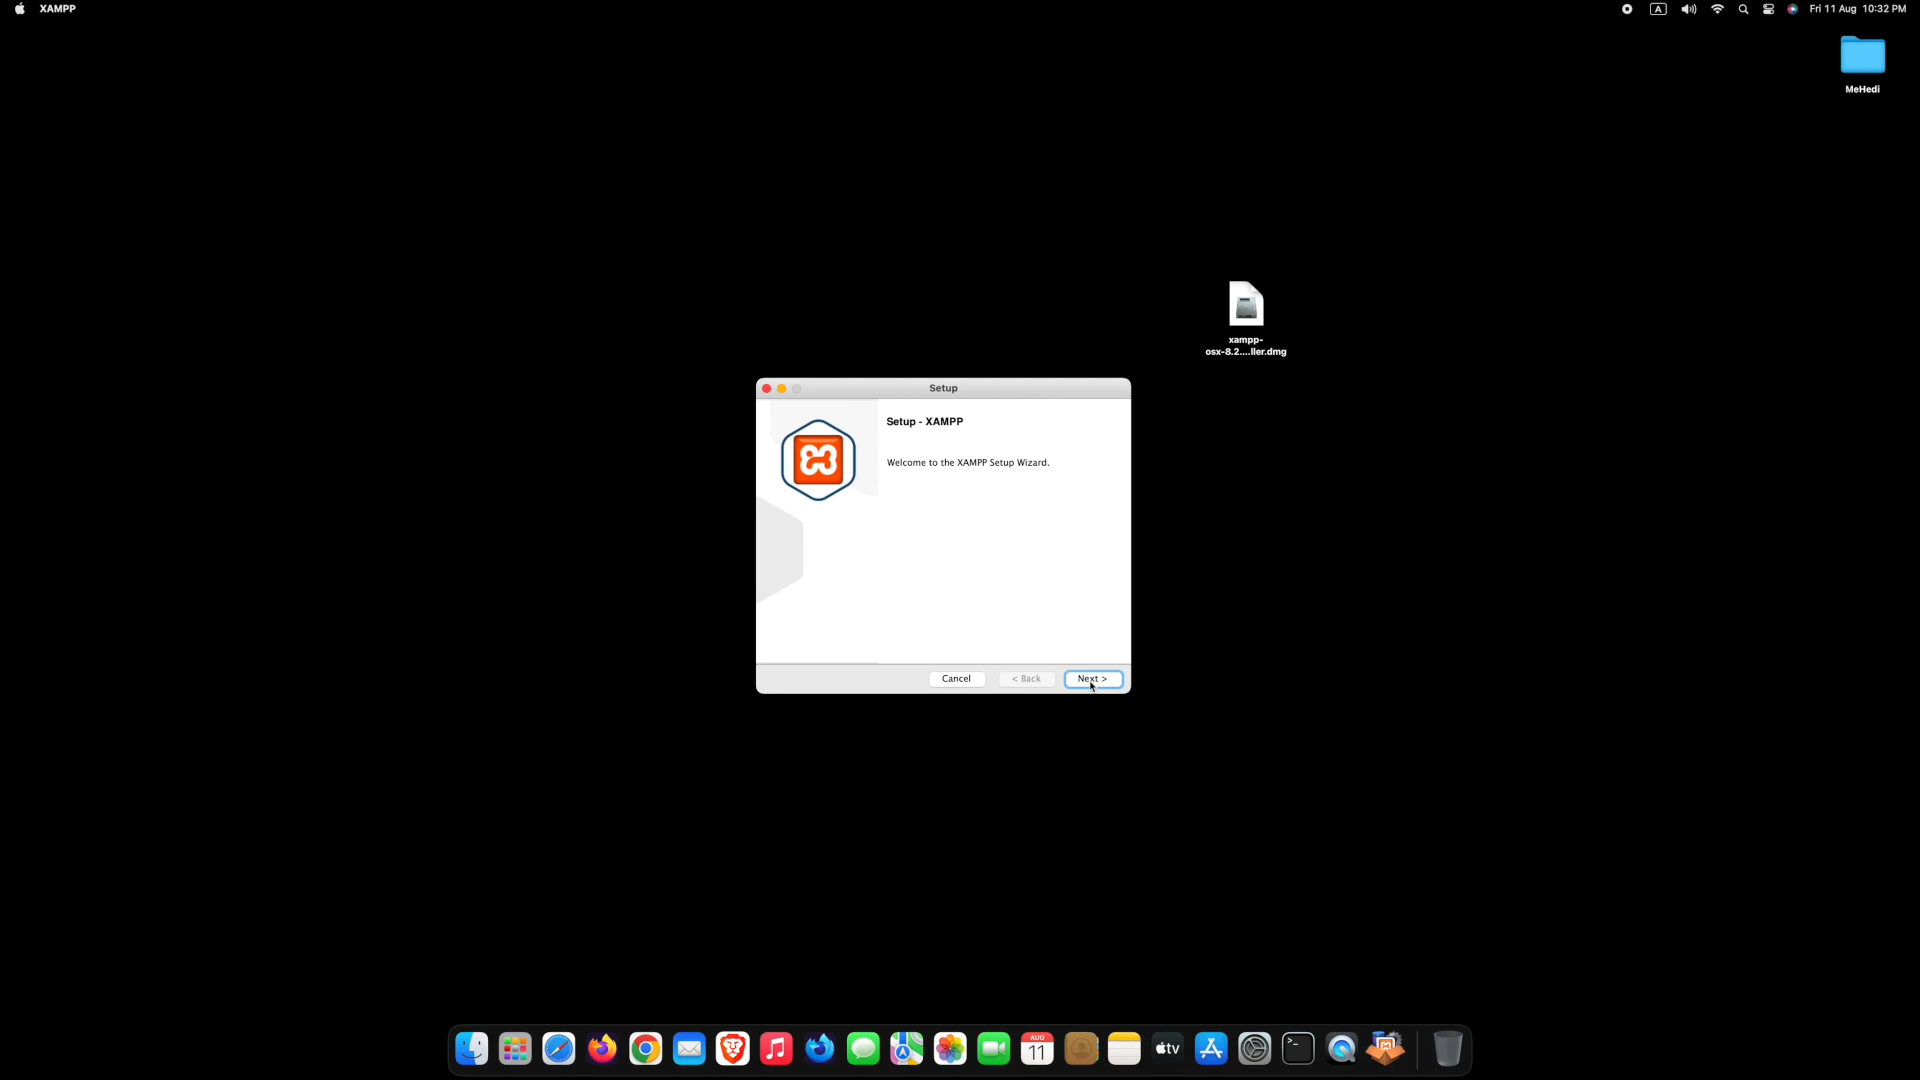 XAMPP
A
Fri 11 Aug 10:32 PM
MeHedi
xampp-
osx-8.2....ller.dmg
Setup
Setup - XAMPP
Welcome to the XAMPP Setup Wizard.
Cancel
< Back
Next >
AUG
11
tv
>_